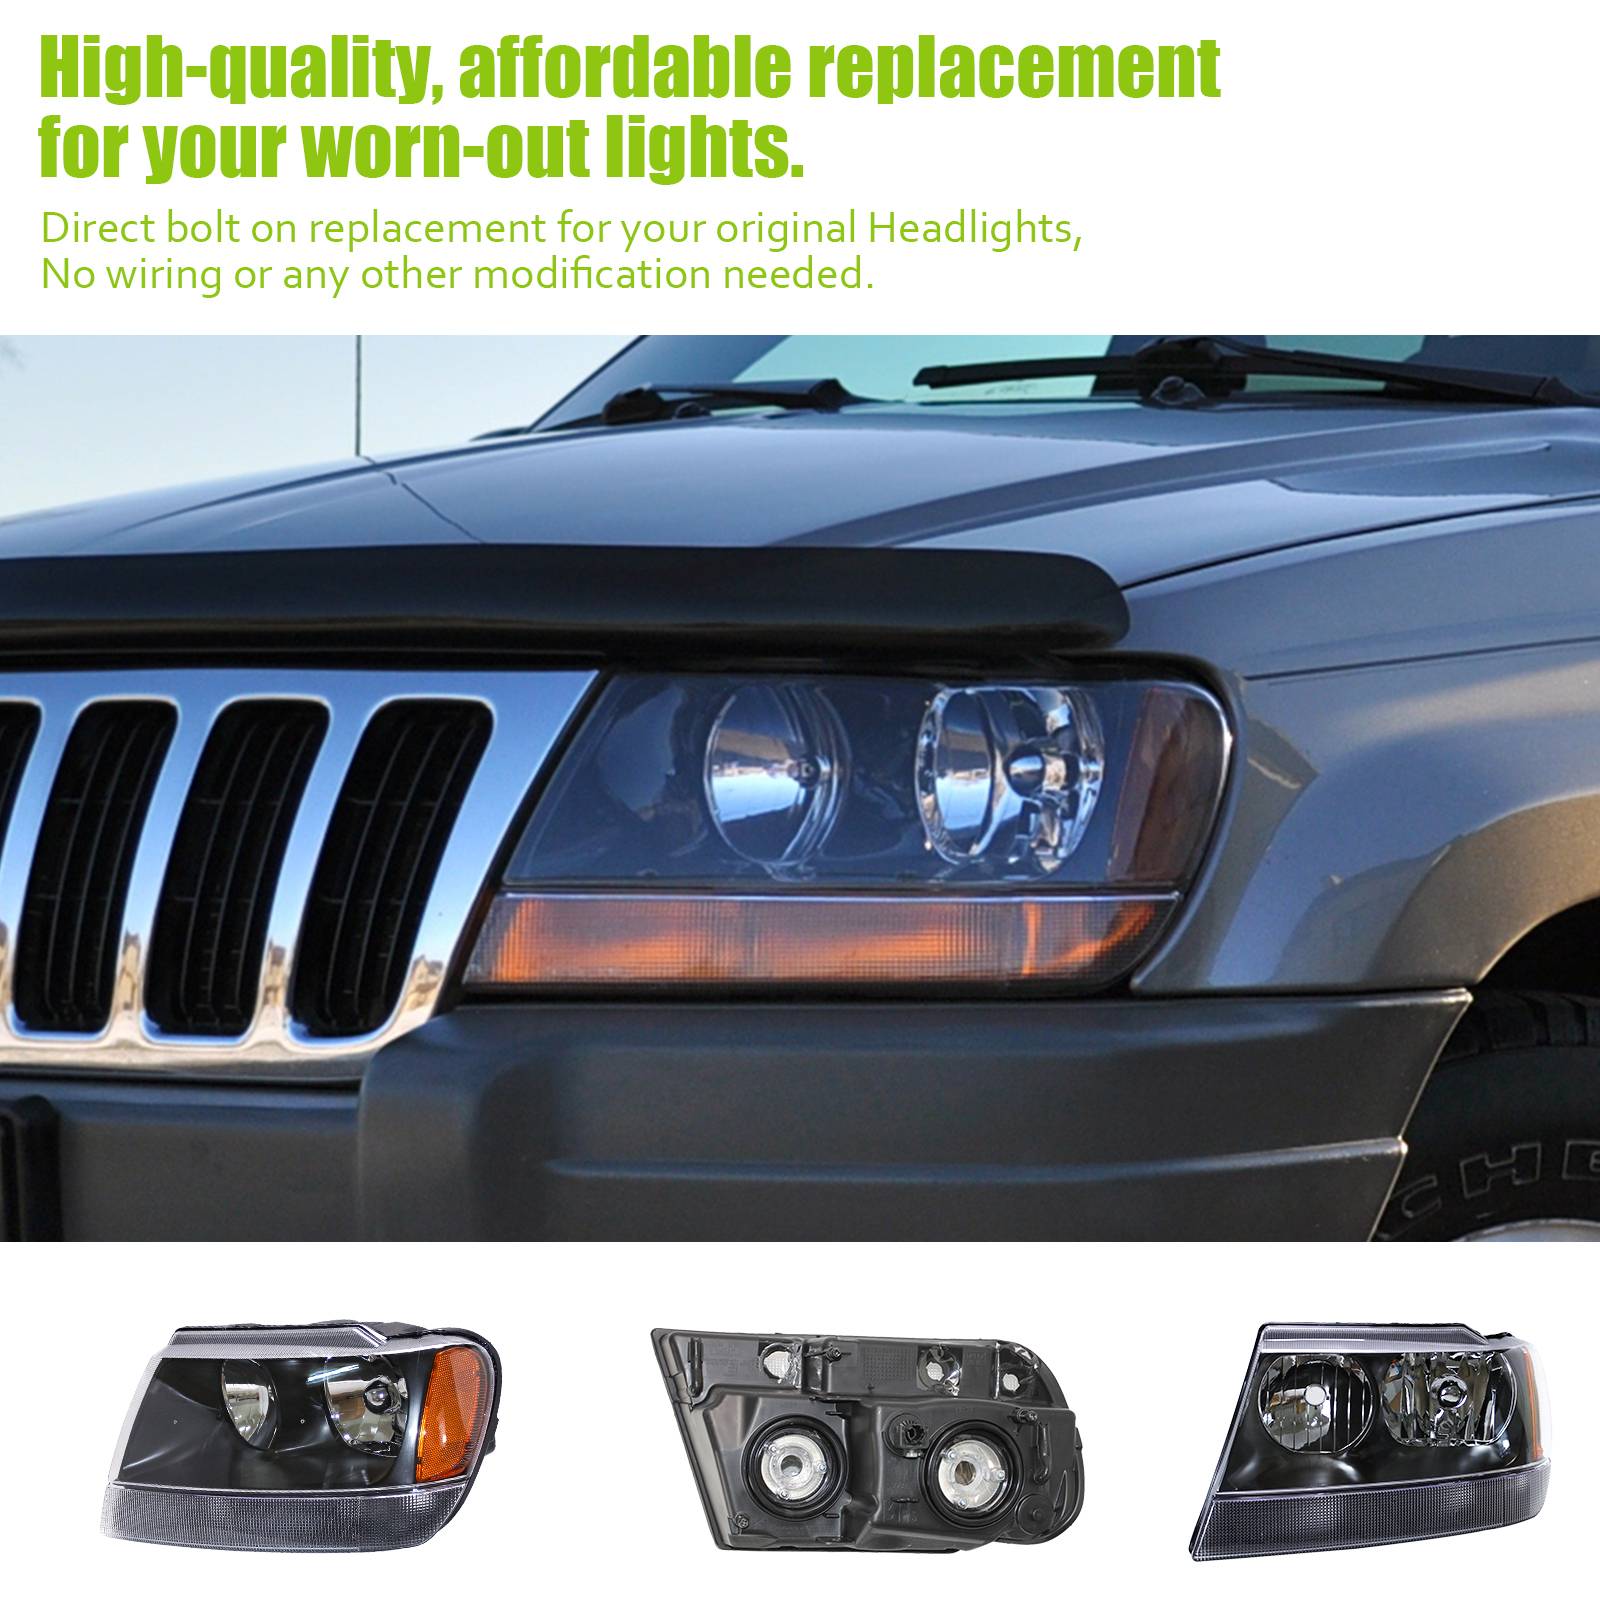 High-quality, affordable replacement
for your worn-out lights.
Direct bolt on replacement for your original Headlights,
No wiring or any other modification needed.